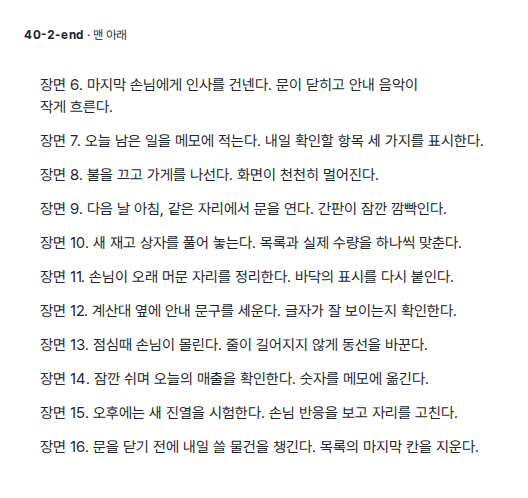 40-2-end · 맨 아래
장면 6. 마지막 손님에게 인사를 건넨다. 문이 닫히고 안내 음악이
작게 흐른다.
장면 7. 오늘 남은 일을 메모에 적는다. 내일 확인할 항목 세 가지를 표시한다.
장면 8. 불을 끄고 가게를 나선다. 화면이 천천히 멀어진다.
장면 9. 다음 날 아침, 같은 자리에서 문을 연다. 간판이 잠깐 깜빡인다.
장면 10. 새 재고 상자를 풀어 놓는다. 목록과 실제 수량을 하나씩 맞춘다.
장면 11. 손님이 오래 머문 자리를 정리한다. 바닥의 표시를 다시 붙인다.
장면 12. 계산대 옆에 안내 문구를 세운다. 글자가 잘 보이는지 확인한다.
장면 13. 점심때 손님이 몰린다. 줄이 길어지지 않게 동선을 바꾼다.
장면 14. 잠깐 쉬며 오늘의 매출을 확인한다. 숫자를 메모에 옮긴다.
장면 15. 오후에는 새 진열을 시험한다. 손님 반응을 보고 자리를 고친다.
장면 16. 문을 닫기 전에 내일 쓸 물건을 챙긴다. 목록의 마지막 칸을 지운다.